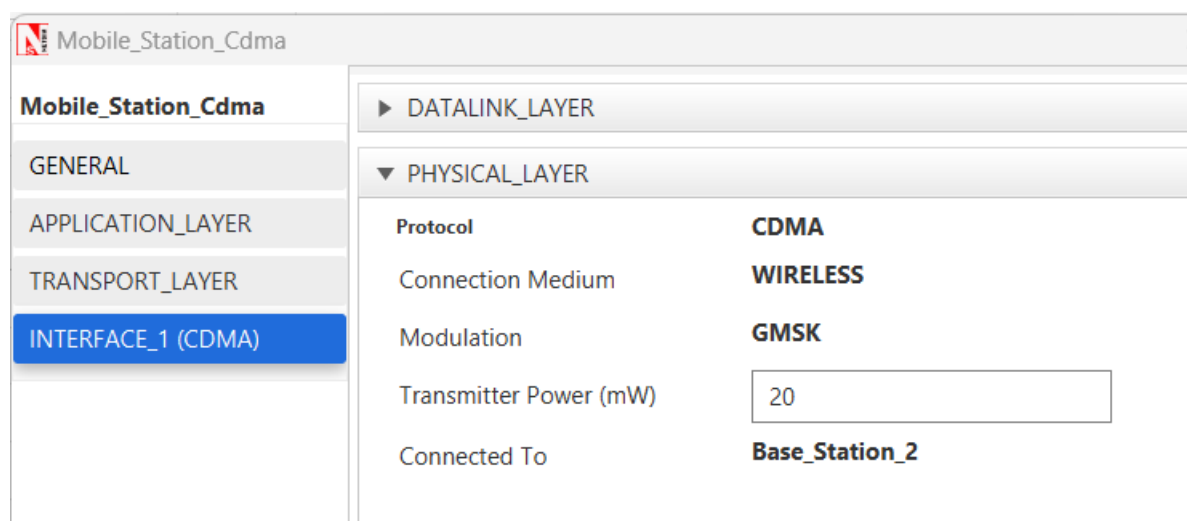 Mobile_Station_Cdma
Mobile_Station_Cdma
GENERAL
APPLICATION_LAYER
TRANSPORT_LAYER
INTERFACE_1 (CDMA)
DATALINK_LAYER
PHYSICAL_LAYER
Protocol CDMA
Connection Medium WIRELESS
Modulation GMSK
Transmitter Power (mW) 20
Connected To Base_Station_2